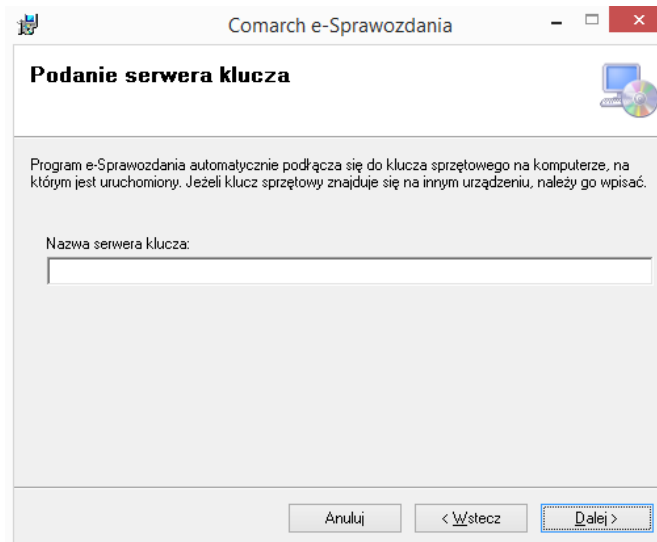 Comarch e-Sprawozdania
Podanie serwera klucza
Program e-Sprawozdania automatycznie podłącza się do klucza sprzętowego na komputerze, na
którym jest uruchomiony. Jeżeli klucz sprzętowy znajduje się na innym urządzeniu, należy go wpisać.
Nazwa serwera klucza:
Anuluj < Wstecz Dalej >